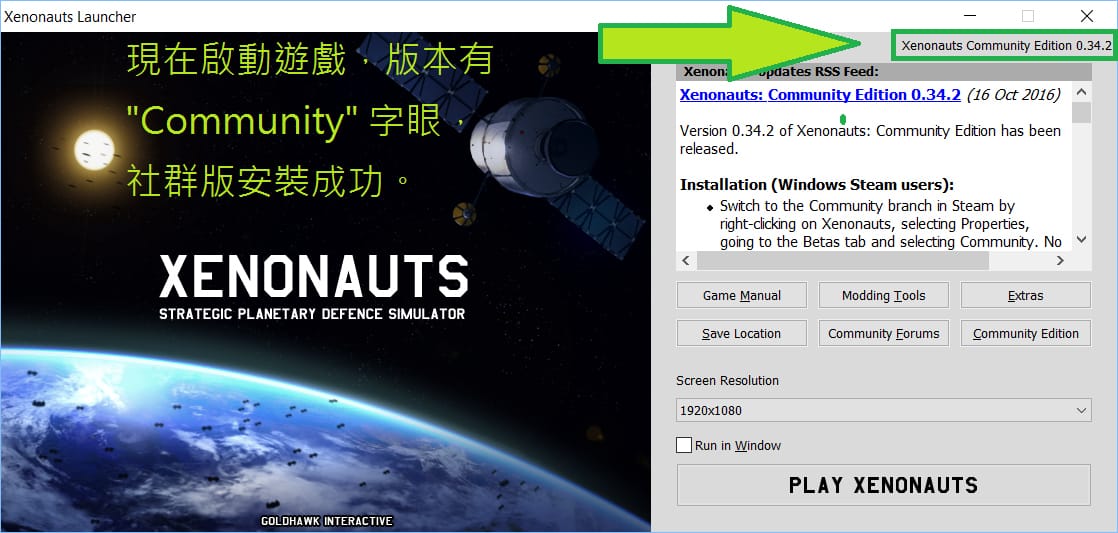 Xenonauts Launcher
現在啟動遊戲，版本有
"Community" 字眼，
社群版安裝成功。
XENONAUTS
STRATEGIC PLANETARY DEFENCE SIMULATOR
GOLDHAWK INTERACTIVE
Xenonauts Community Edition 0.34.2
Updates RSS Feed:
Xenonauts: Community Edition 0.34.2 (16 Oct 2016)
Version 0.34.2 of Xenonauts: Community Edition has been
released.
Installation (Windows Steam users):
Switch to the Community branch in Steam by
right-clicking on Xenonauts, selecting Properties,
going to the Betas tab and selecting Community. No
Game Manual
Modding Tools
Extras
Save Location
Community Forums
Community Edition
Screen Resolution
1920x1080
Run in Window
PLAY XENONAUTS